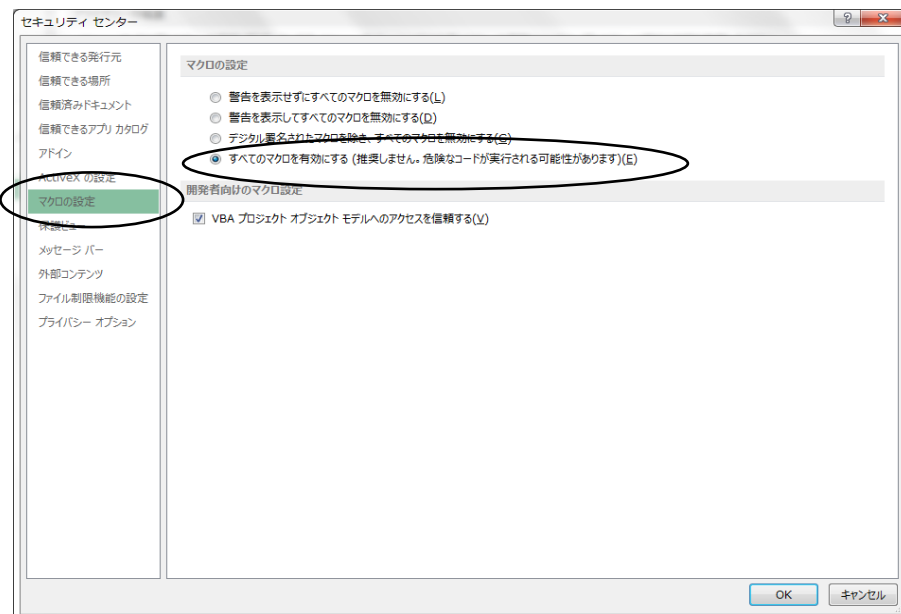 セキュリティ センター
信頼できる発行元
信頼できる場所
信頼済みドキュメント
信頼できるアプリ カタログ
アドイン
ActiveX の設定
マクロの設定
保護ビュー
メッセージ バー
外部コンテンツ
ファイル制限機能の設定
プライバシー オプション
マクロの設定
警告を表示せずにすべてのマクロを無効にする(L)
警告を表示してすべてのマクロを無効にする(D)
デジタル署名されたマクロを除き、すべてのマクロを無効にする(G)
すべてのマクロを有効にする (推奨しません。危険なコードが実行される可能性があります)(E)
開発者向けのマクロ設定
VBA プロジェクト オブジェクト モデルへのアクセスを信頼する(V)
OK
キャンセル